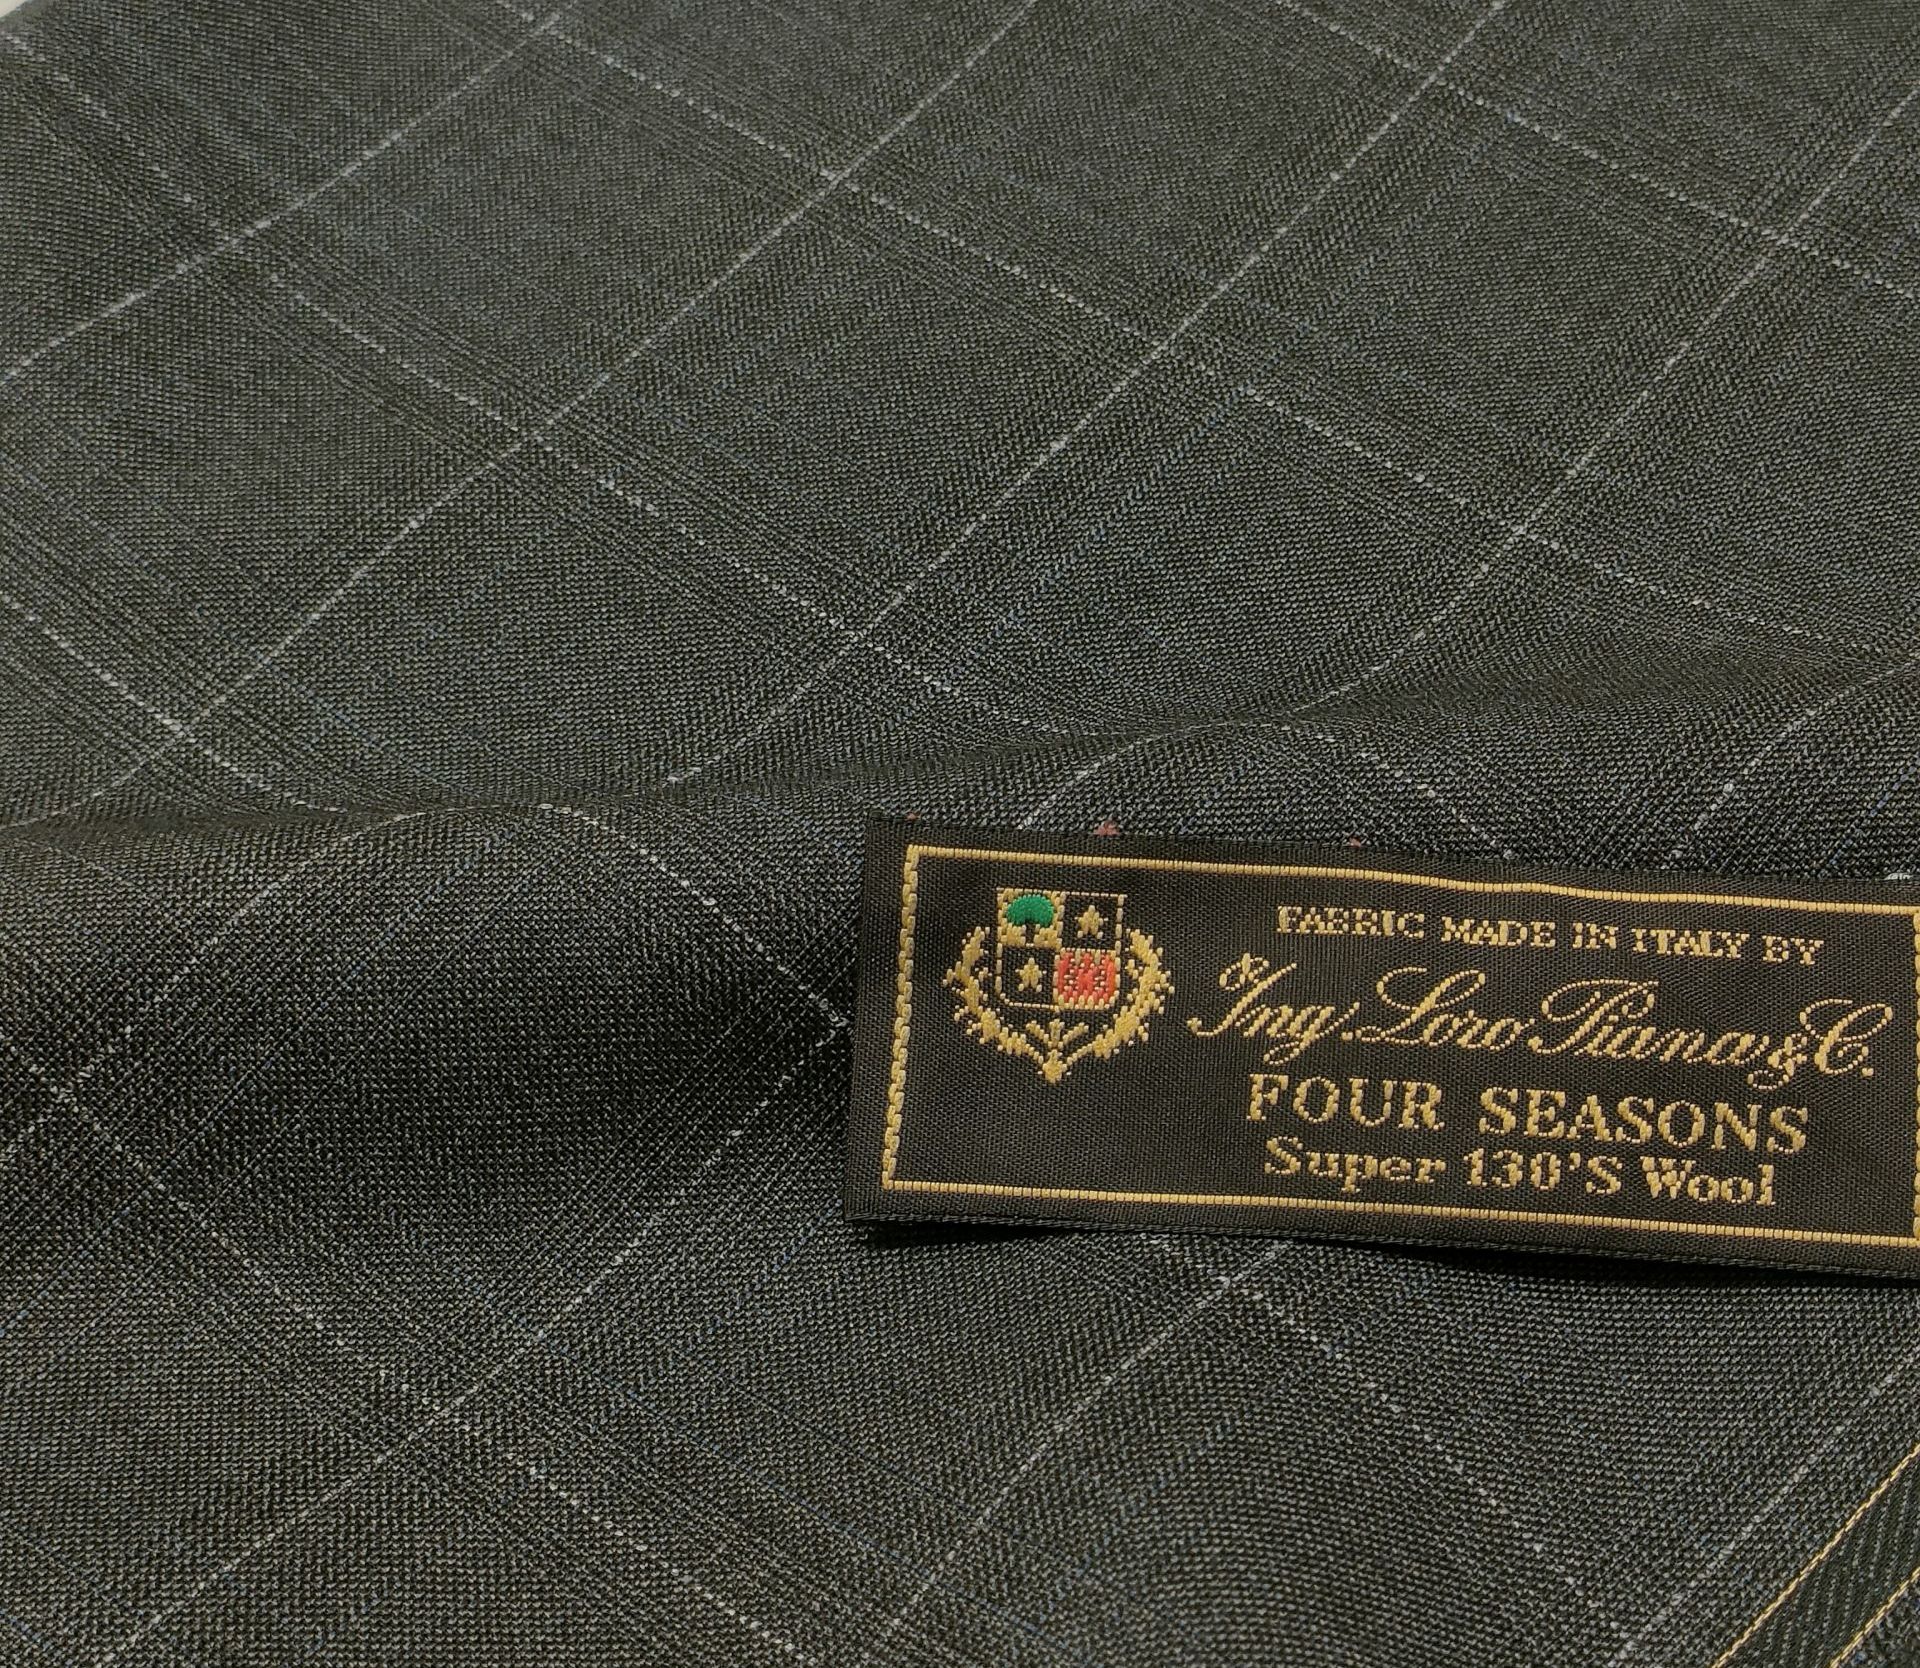 FABRIC MADE IN ITALY BY
Ing. Loro Piana & C.
FOUR SEASONS
Super 130'S Wool